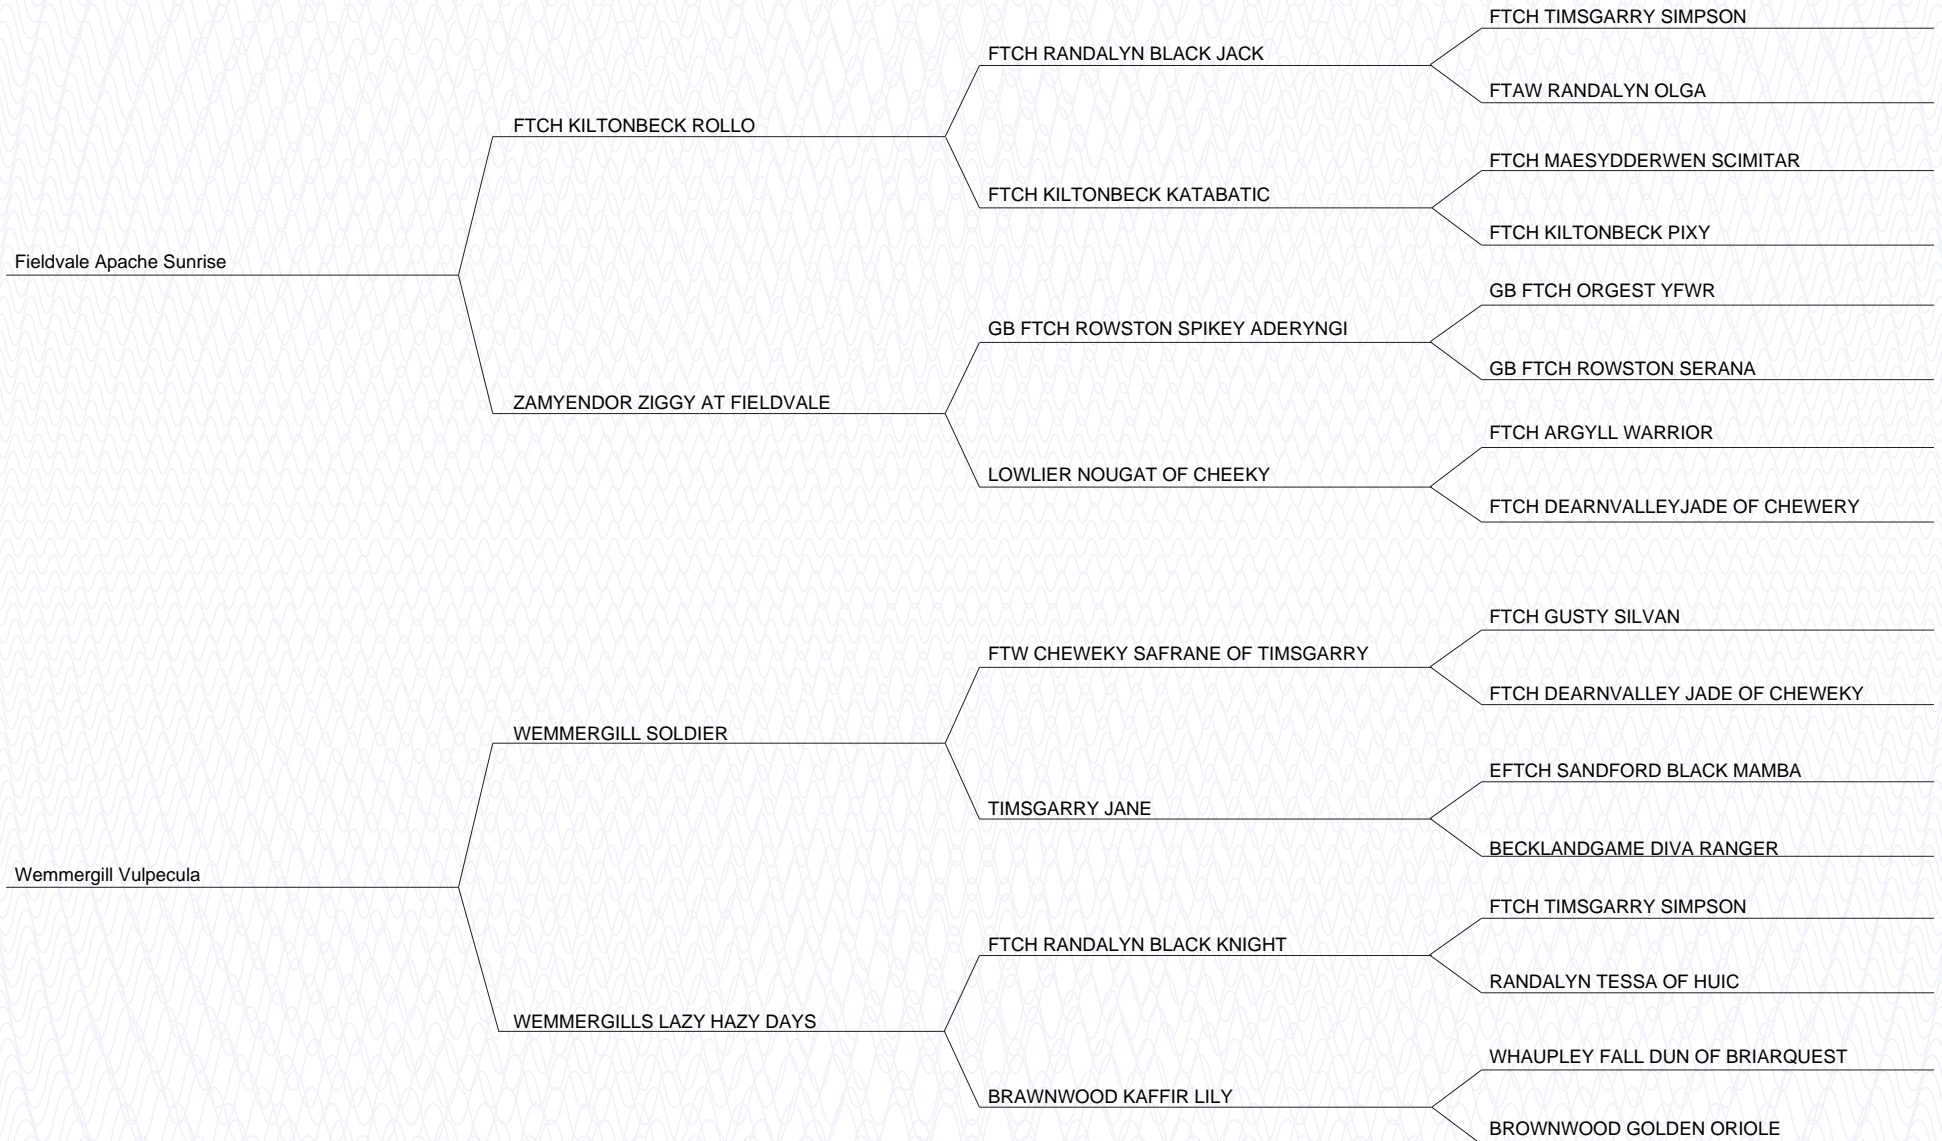 FTCH TIMSGARRY SIMPSON
FTCH RANDALYN BLACK JACK
FTAW RANDALYN OLGA
FTCH KILTONBECK ROLLO
FTCH MAESYDDERWEN SCIMITAR
FTCH KILTONBECK KATABATIC
FTCH KILTONBECK PIXY
Fieldvale Apache Sunrise
GB FTCH ORGEST YFWR
GB FTCH ROWSTON SPIKEY ADERYNGI
GB FTCH ROWSTON SERANA
ZAMYENDOR ZIGGY AT FIELDVALE
FTCH ARGYLL WARRIOR
LOWLIER NOUGAT OF CHEEKY
FTCH DEARNVALLEYJADE OF CHEWERY
FTCH GUSTY SILVAN
FTW CHEWEKY SAFRANE OF TIMSGARRY
FTCH DEARNVALLEY JADE OF CHEWEKY
WEMMERGILL SOLDIER
EFTCH SANDFORD BLACK MAMBA
TIMSGARRY JANE
BECKLANDGAME DIVA RANGER
Wemmergill Vulpecula
FTCH TIMSGARRY SIMPSON
FTCH RANDALYN BLACK KNIGHT
RANDALYN TESSA OF HUIC
WEMMERGILLS LAZY HAZY DAYS
WHAUPLEY FALL DUN OF BRIARQUEST
BRAWNWOOD KAFFIR LILY
BROWNWOOD GOLDEN ORIOLE